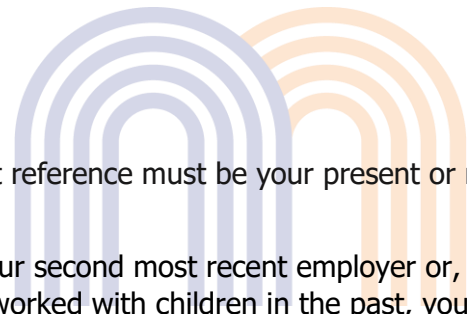 reference must be your present or
ur second most recent employer or,
worked with children in the past, you